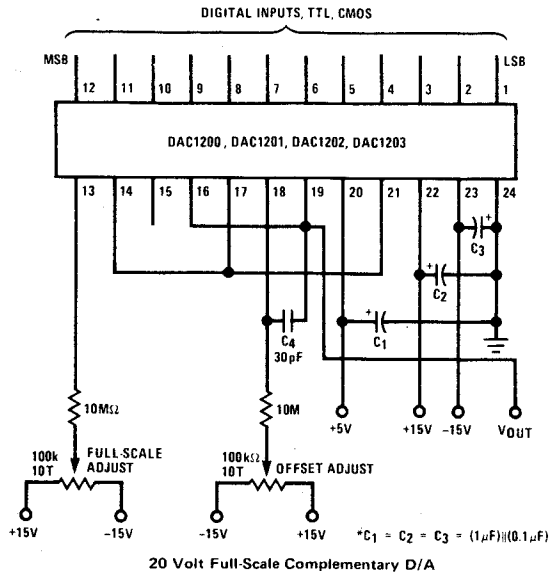 DIGITAL INPUTS, TTL, CMOS
MSB LSB
12 11 10 9 8 7 6 5 4 3 2 1
DAC1200, DAC1201, DAC1202, DAC1203
13 14 15 16 17 18 19 20 21 22 23 24
+
C3
+
C2
+
C1
C4
30 pF
10MΩ
10M
+5V +15V -15V VOUT
100k
10T
FULL-SCALE
ADJUST
100kΩ
10T
OFFSET ADJUST
+15V -15V
-15V +15V
*C1 = C2 = C3 = (1μF)||(0.1μF)
20 Volt Full-Scale Complementary D/A